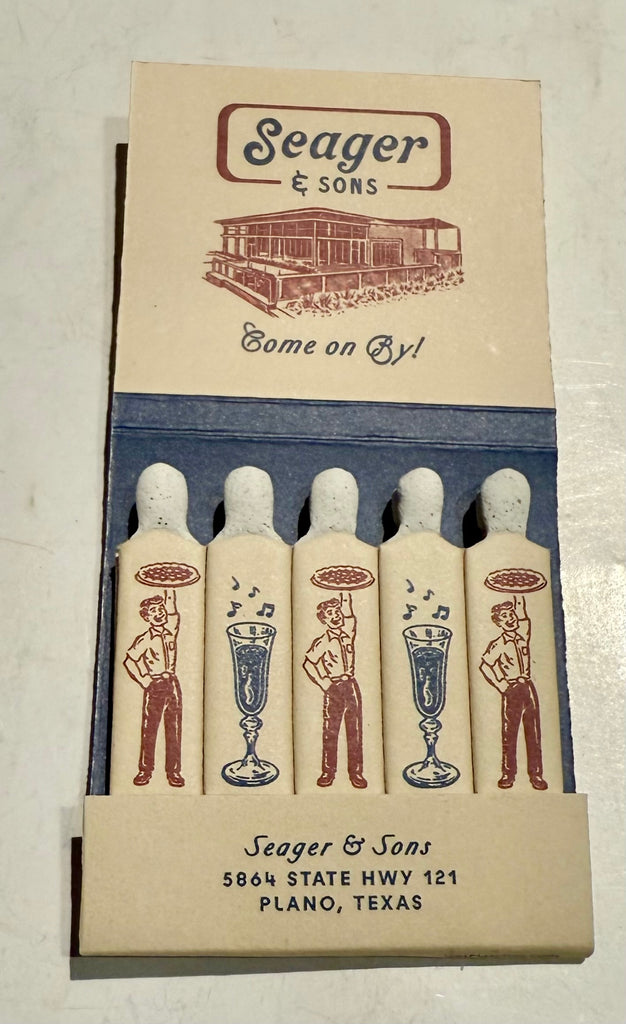 Seager
& SONS
Come on By!
Seager & Sons
5864 STATE HWY 121
PLANO, TEXAS